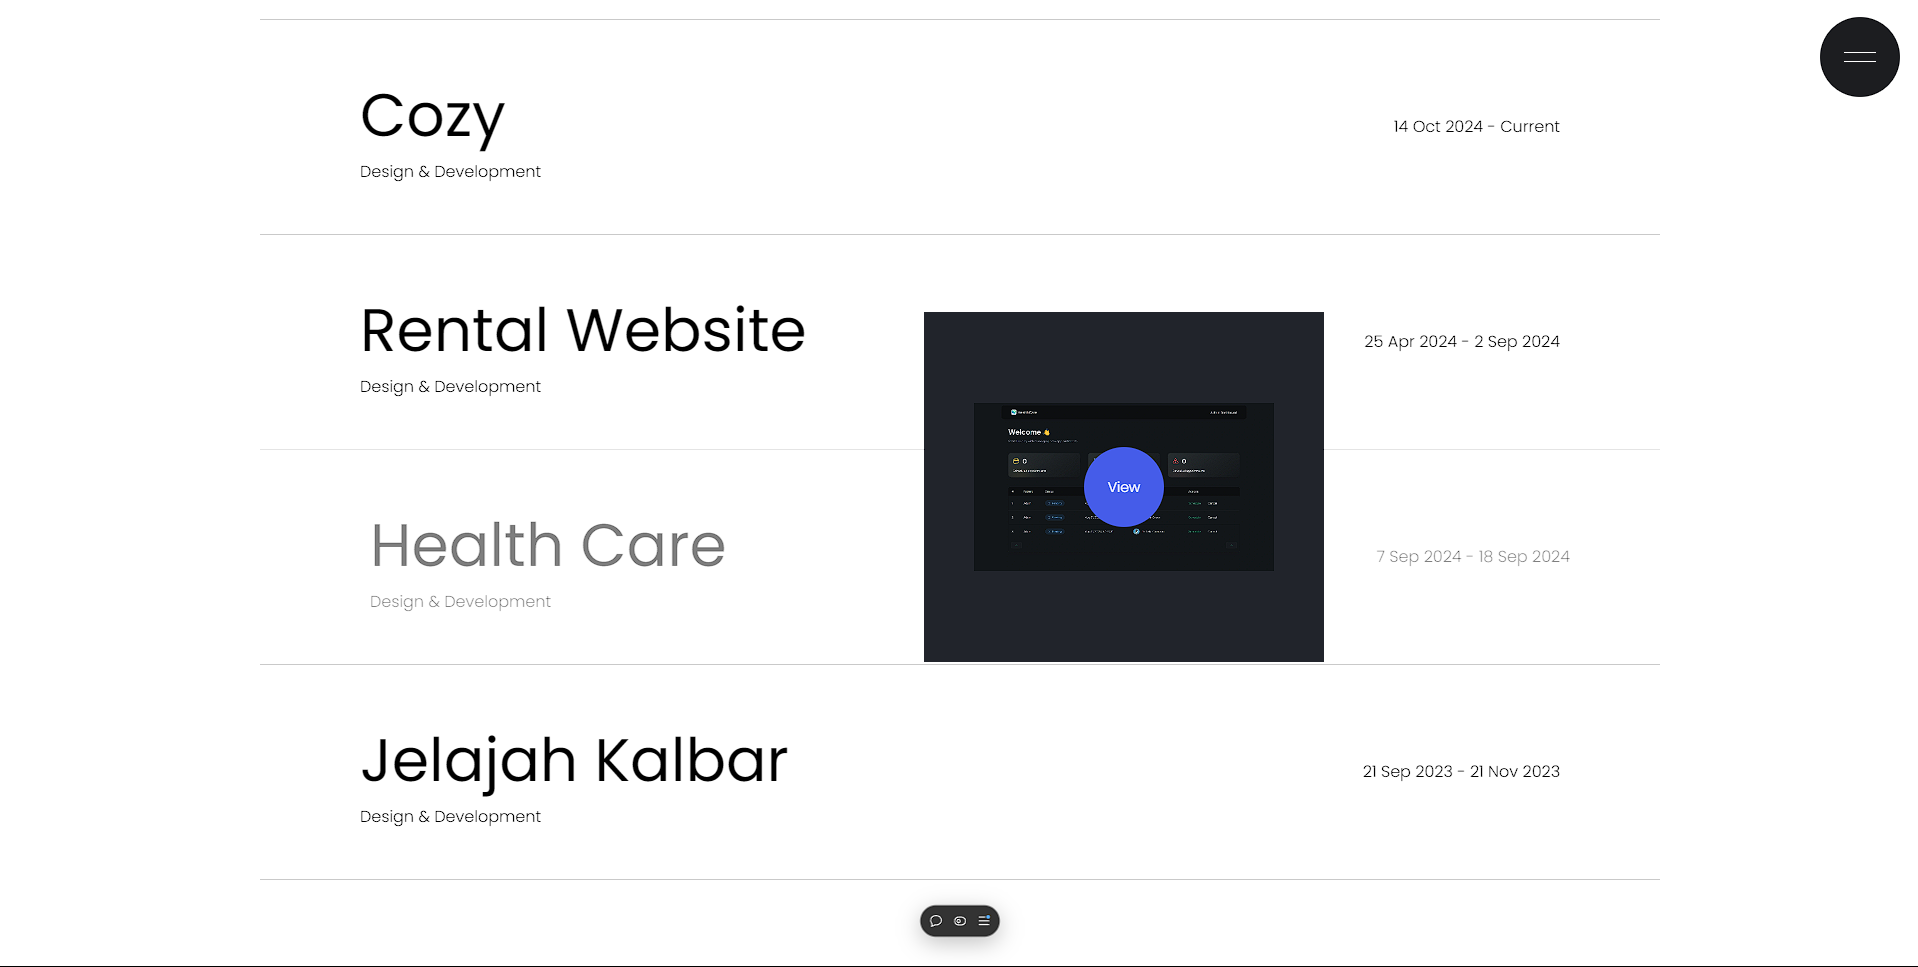 Cozy
14 Oct 2024 - Current
Design & Development
Rental Website
25 Apr 2024 - 2 Sep 2024
Design & Development
Welcome 👋
0
0
View
Health Care
7 Sep 2024 - 18 Sep 2024
Design & Development
Jelajah Kalbar
21 Sep 2023 - 21 Nov 2023
Design & Development